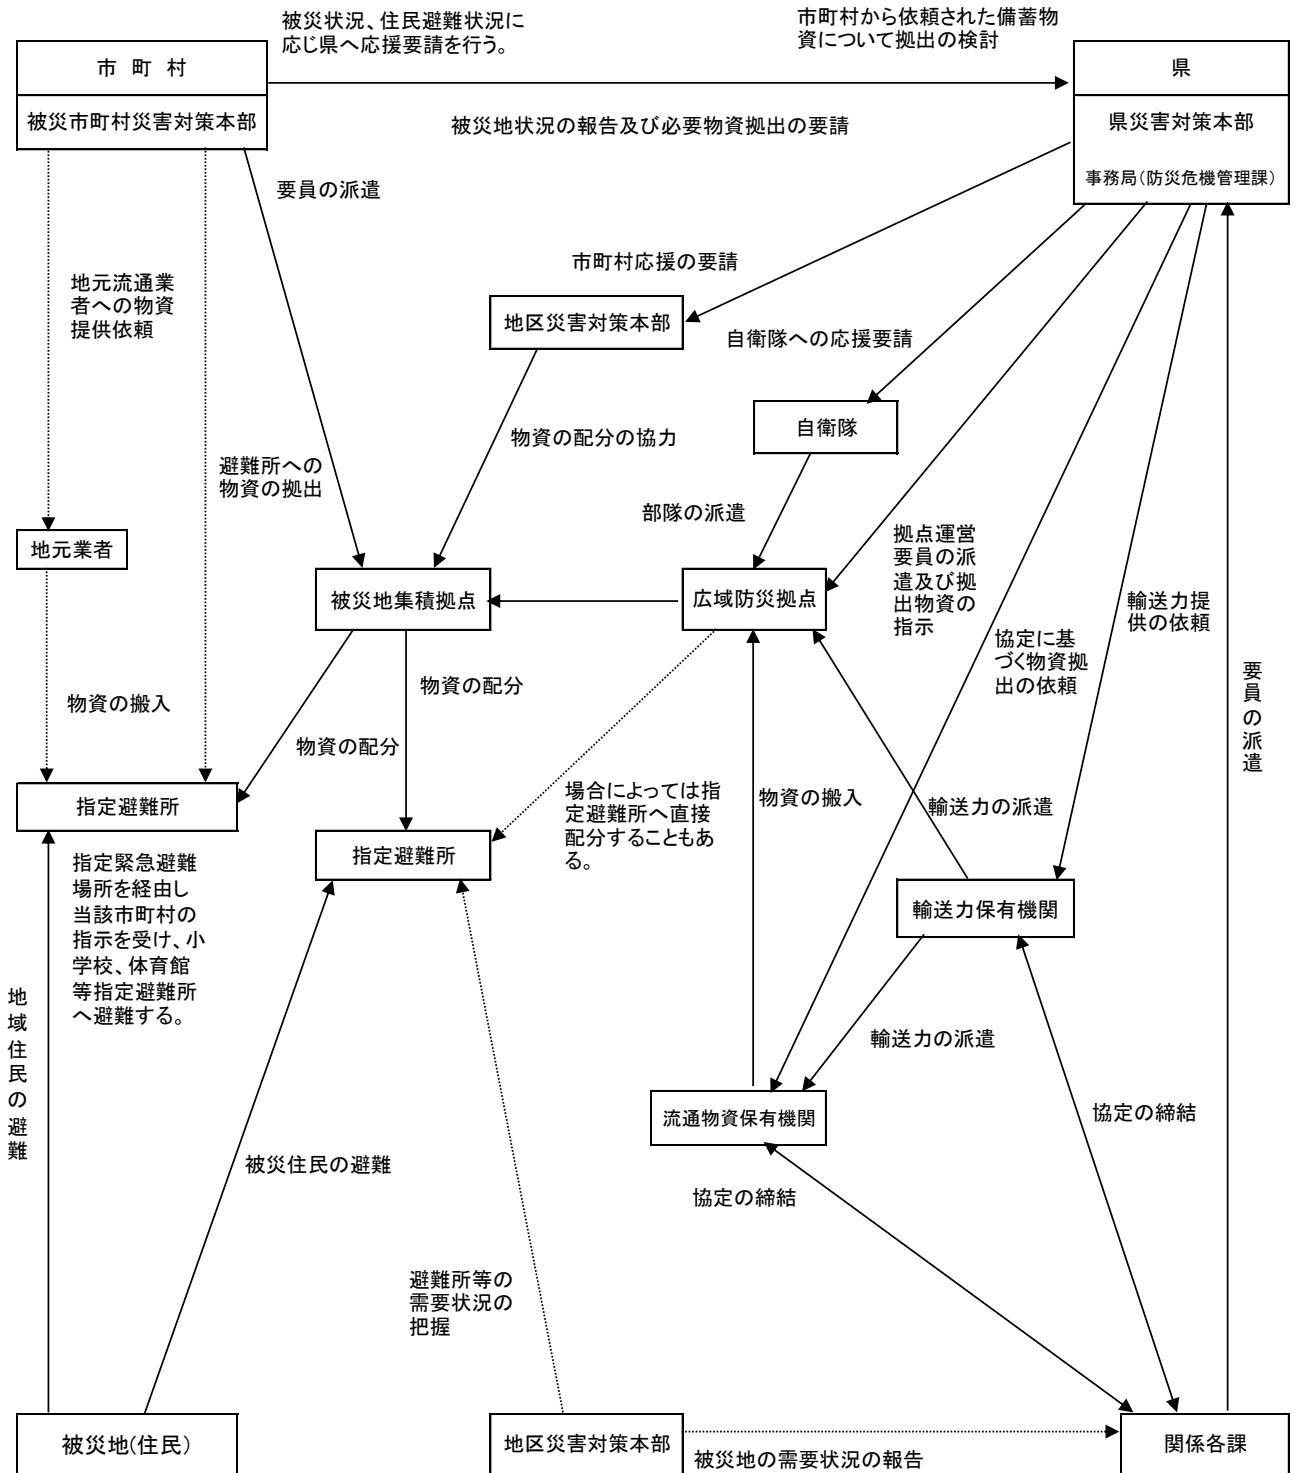 被災状況、住民避難状況に
応じ県へ応援要請を行う。
市町村から依頼された備蓄物
資について拠出の検討
市 町 村
被災市町村災害対策本部
県
県災害対策本部
事務局(防災危機管理課)
被災地状況の報告及び必要物資拠出の要請
要員の派遣
市町村応援の要請
地元流通業
者への物資
提供依頼
地区災害対策本部
自衛隊への応援要請
自衛隊
物資の配分の協力
避難所への
物資の拠出
部隊の派遣
拠点運営
要員の派
遣及び拠
出物資の
指示
地元業者
被災地集積拠点
広域防災拠点
輸送力提
供の依頼
協定に基
づく物資拠
出の依頼
要員の派遣
物資の搬入
物資の配分
物資の配分
指定避難所
場合によっては指
定避難所へ直接
配分することもあ
る。
物資の搬入
輸送力の派遣
指定避難所
指定緊急避難
場所を経由し
当該市町村の
指示を受け、小
学校、体育館
等指定避難所
へ避難する。
輸送力保有機関
地域住民の避難
輸送力の派遣
流通物資保有機関
協定の締結
被災住民の避難
協定の締結
避難所等の
需要状況の
把握
被災地(住民)
地区災害対策本部
被災地の需要状況の報告
関係各課